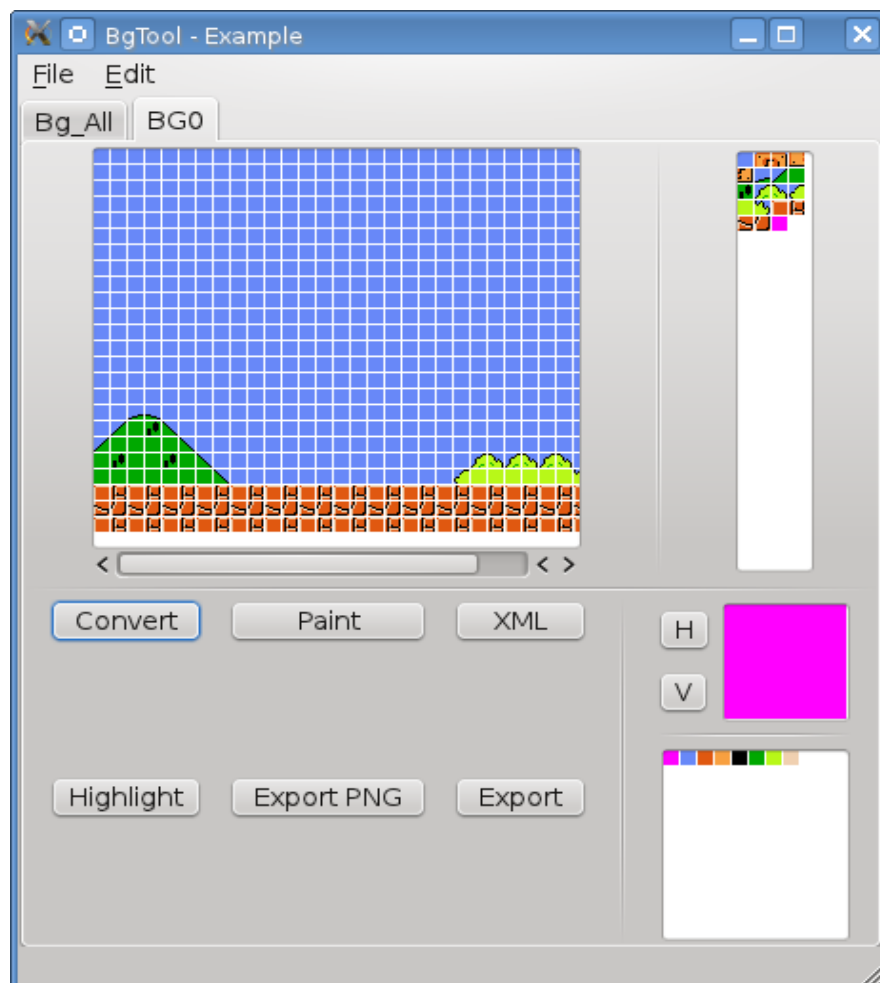 BgTool - Example
File Edit
Bg_All BG0
Convert Paint XML
H
V
Highlight Export PNG Export